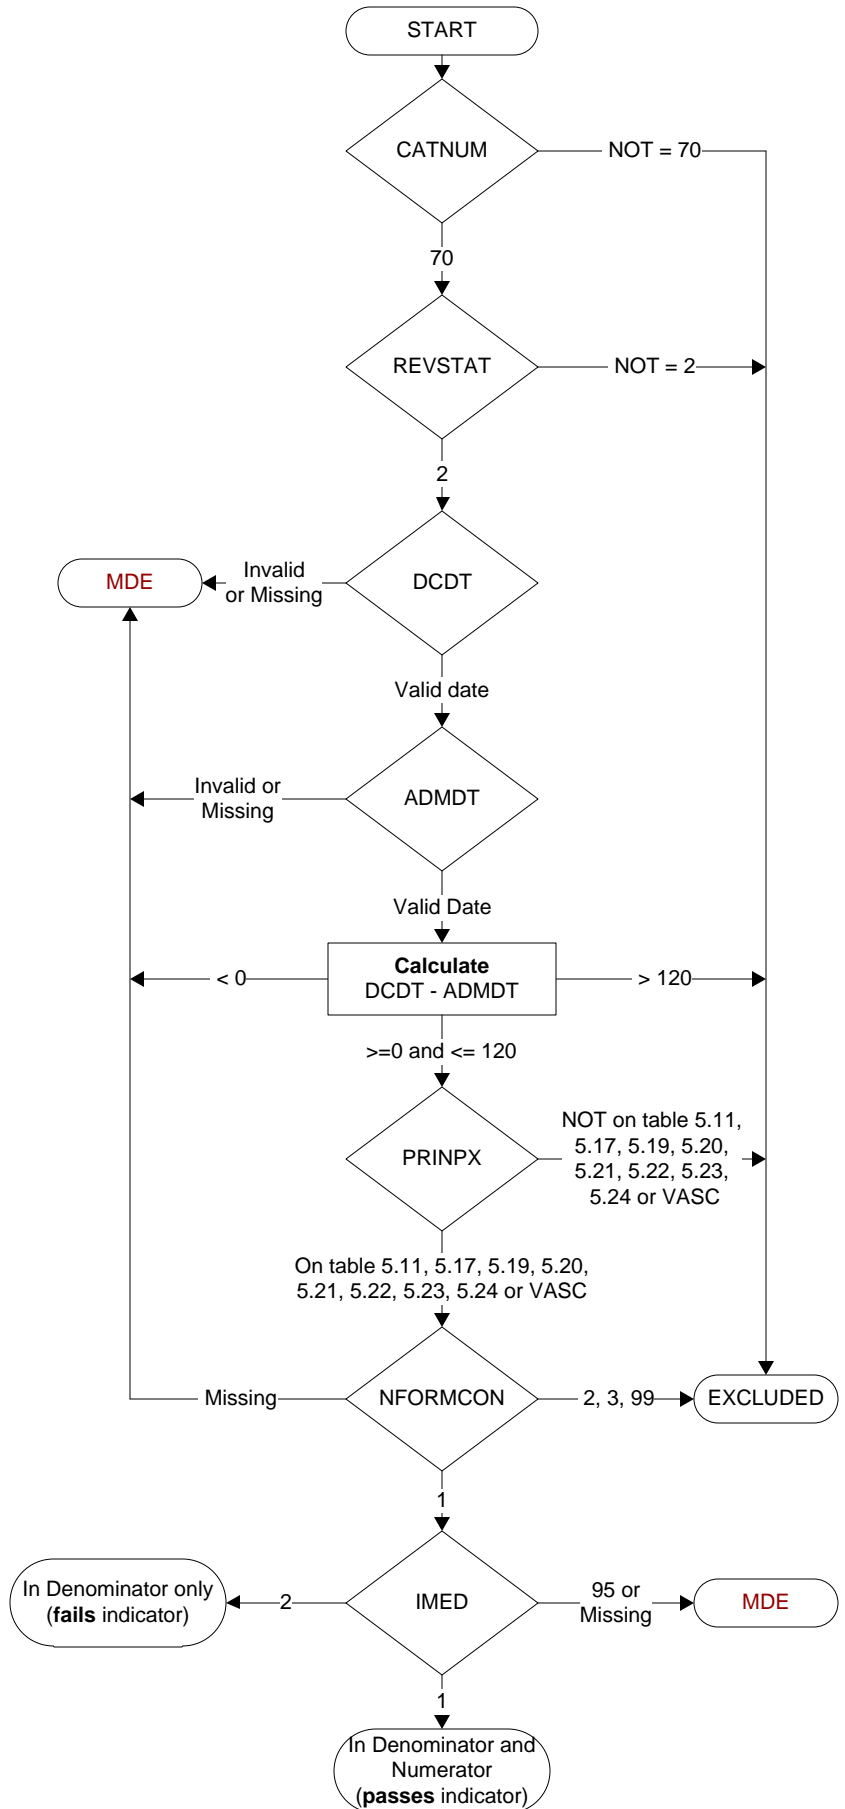 START
CATNUM
NOT = 70
70
REVSTAT
NOT = 2
2
MDE
Invalid
or Missing
DCDT
Valid date
Invalid or
Missing
ADMDT
Valid Date
< 0
Calculate
DCDT - ADMDT
> 120
>=0 and <= 120
PRINPX
NOT on table 5.11,
5.17, 5.19, 5.20,
5.21, 5.22, 5.23,
5.24 or VASC
On table 5.11, 5.17, 5.19, 5.20,
5.21, 5.22, 5.23, 5.24 or VASC
Missing
NFORMCON
2, 3, 99
EXCLUDED
1
In Denominator only
(fails indicator)
2
IMED
95 or
Missing
MDE
1
In Denominator and
Numerator
(passes indicator)